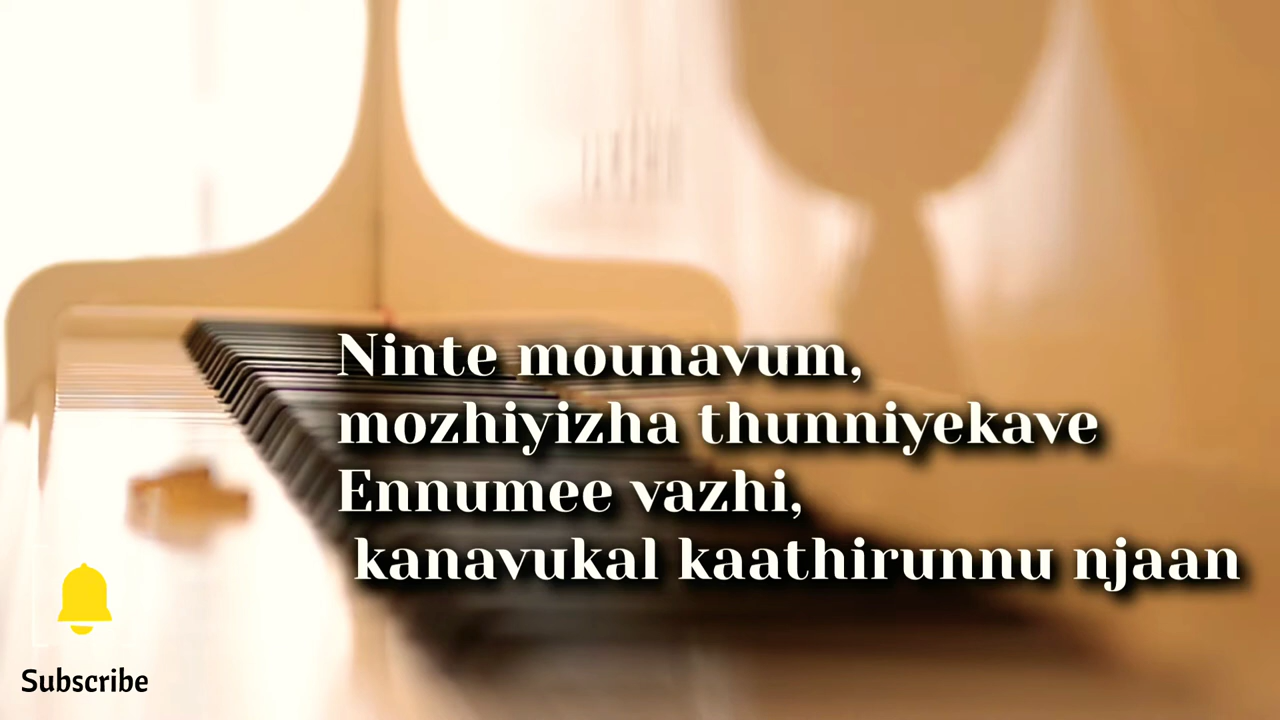 Ninte mounavum,
mozhiyizha thunniyekave
Ennumee vazhi,
kanavukal kaathirunnu njaan
Subscribe